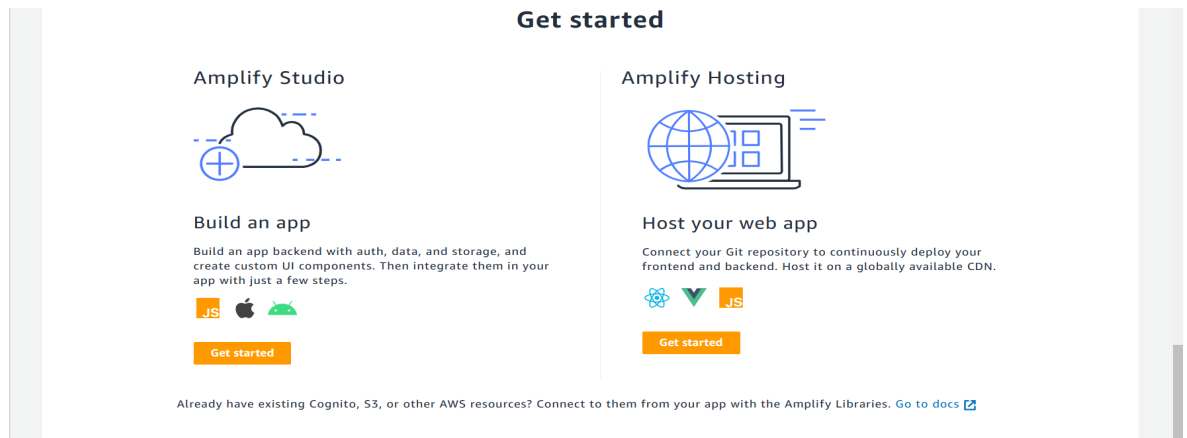 Get started
Amplify Studio
Build an app
Build an app backend with auth, data, and storage, and
create custom UI components. Then integrate them in your
app with just a few steps.
JS
Get started
Amplify Hosting
Host your web app
Connect your Git repository to continuously deploy your
frontend and backend. Host it on a globally available CDN.
JS
Get started
Already have existing Cognito, S3, or other AWS resources? Connect to them from your app with the Amplify Libraries. Go to docs